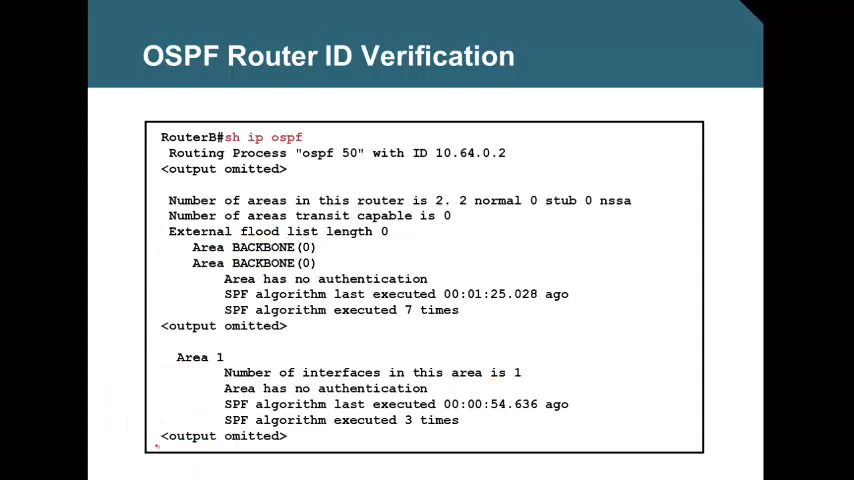 OSPF Router ID Verification
RouterB#sh ip ospf
Routing Process "ospf 50" with ID 10.64.0.2
<output omitted>
Number of areas in this router is 2. 2 normal 0 stub 0 nssa
Number of areas transit capable is 0
External flood list length 0
Area BACKBONE(0)
Area BACKBONE(0)
Area has no authentication
SPF algorithm last executed 00:01:25.028 ago
SPF algorithm executed 7 times
<output omitted>
Area 1
Number of interfaces in this area is 1
Area has no authentication
SPF algorithm last executed 00:00:54.636 ago
SPF algorithm executed 3 times
<output omitted>